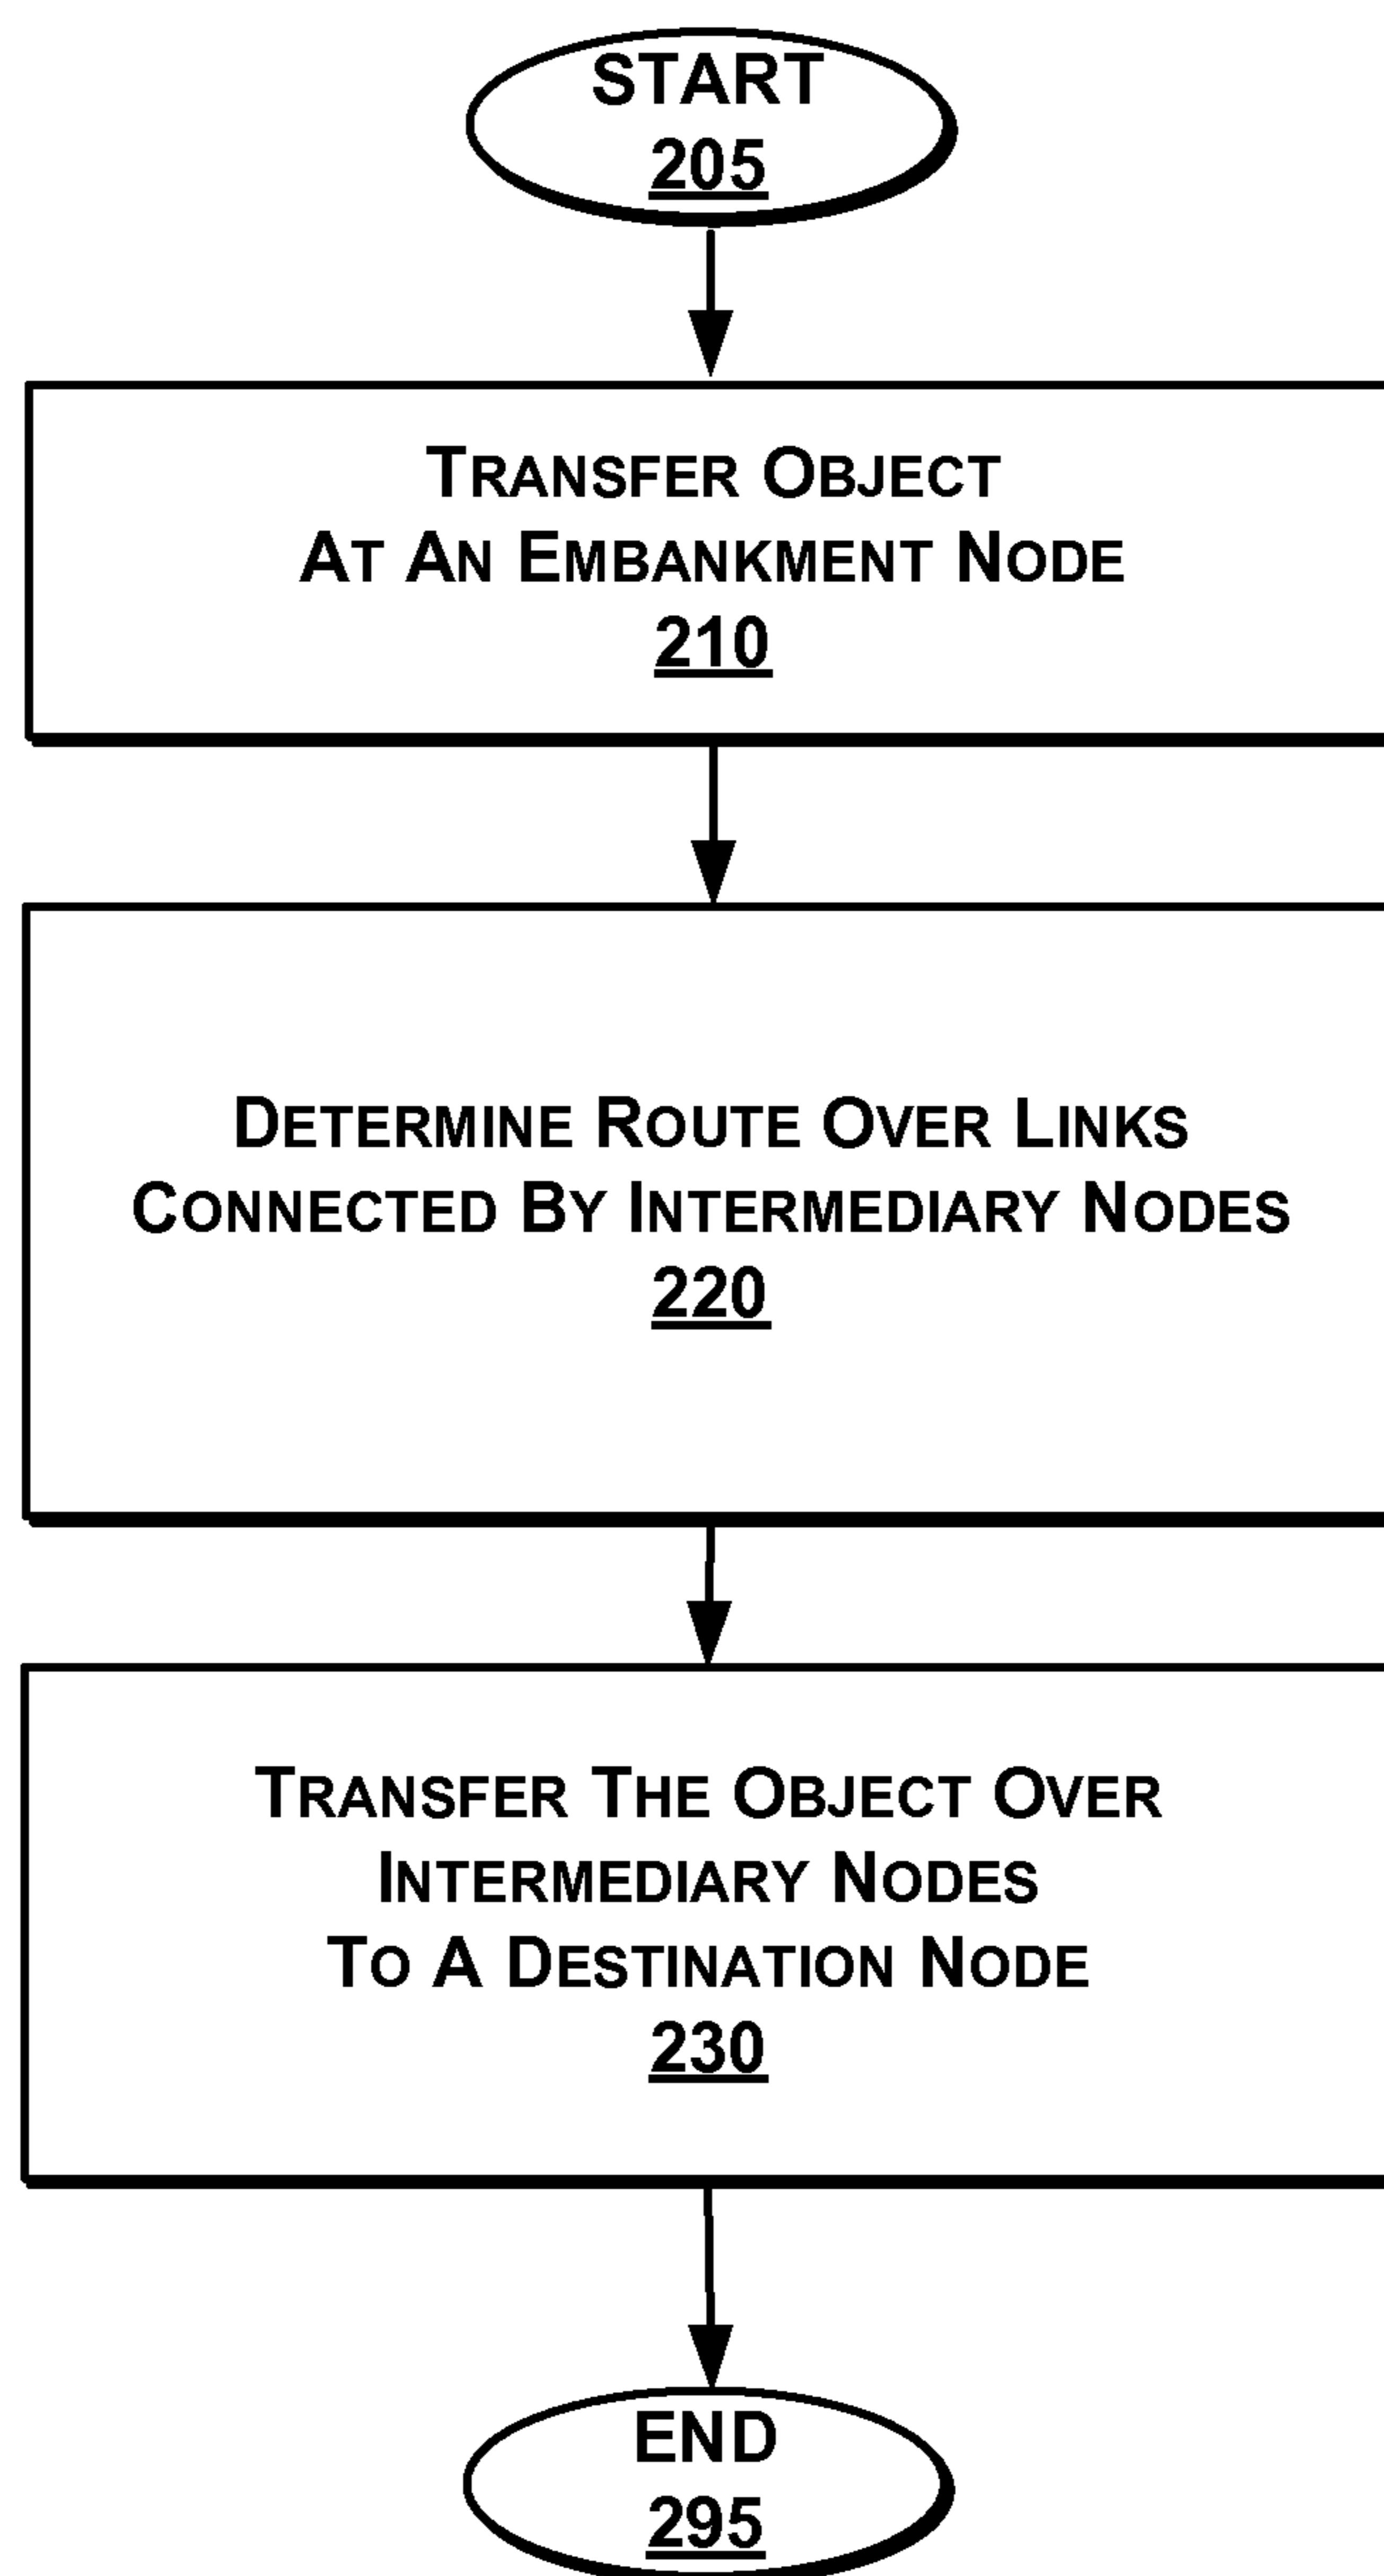 START
205
TRANSFER OBJECT
AT AN EMBANKMENT NODE
210
DETERMINE ROUTE OVER LINKS
CONNECTED BY INTERMEDIARY NODES
220
TRANSFER THE OBJECT OVER
INTERMEDIARY NODES
TO A DESTINATION NODE
230
END
295